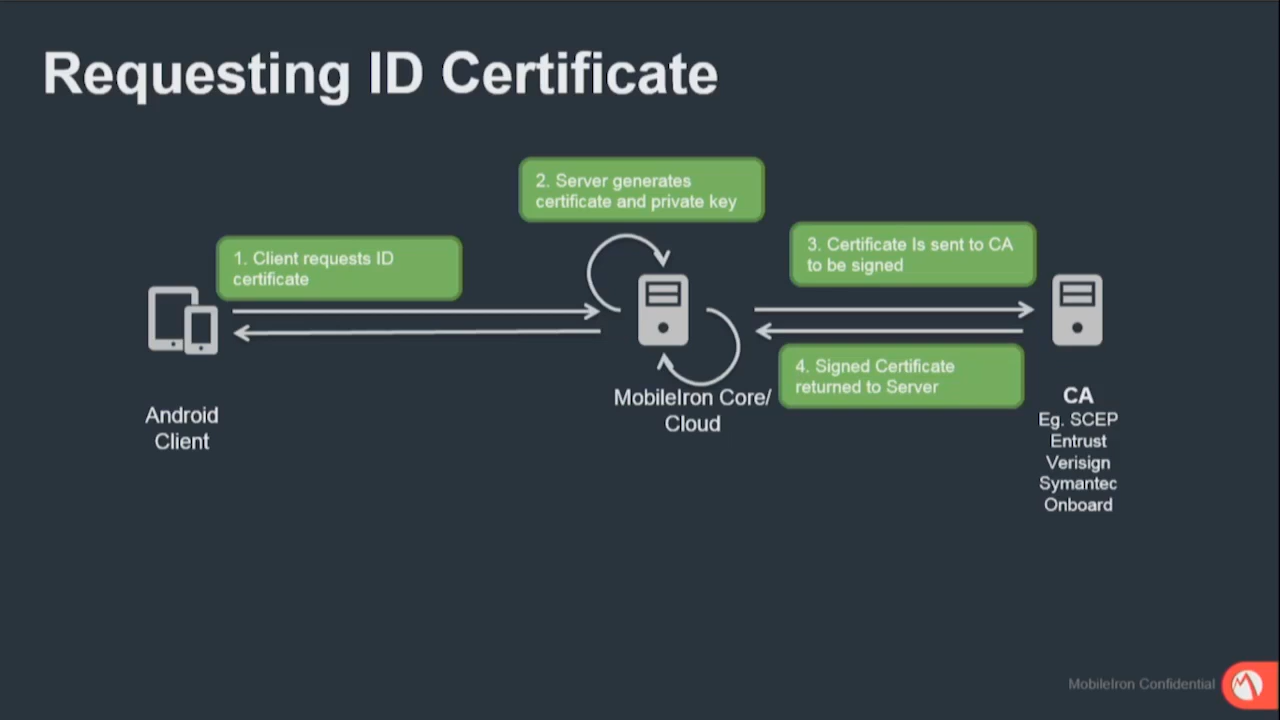 Requesting ID Certificate
2. Server generates
certificate and private key
1. Client requests ID
certificate
3. Certificate Is sent to CA
to be signed
4. Signed Certificate
returned to Server
Android
Client
MobileIron Core/
Cloud
CA
Eg. SCEP
Entrust
Verisign
Symantec
Onboard
MobileIron Confidential